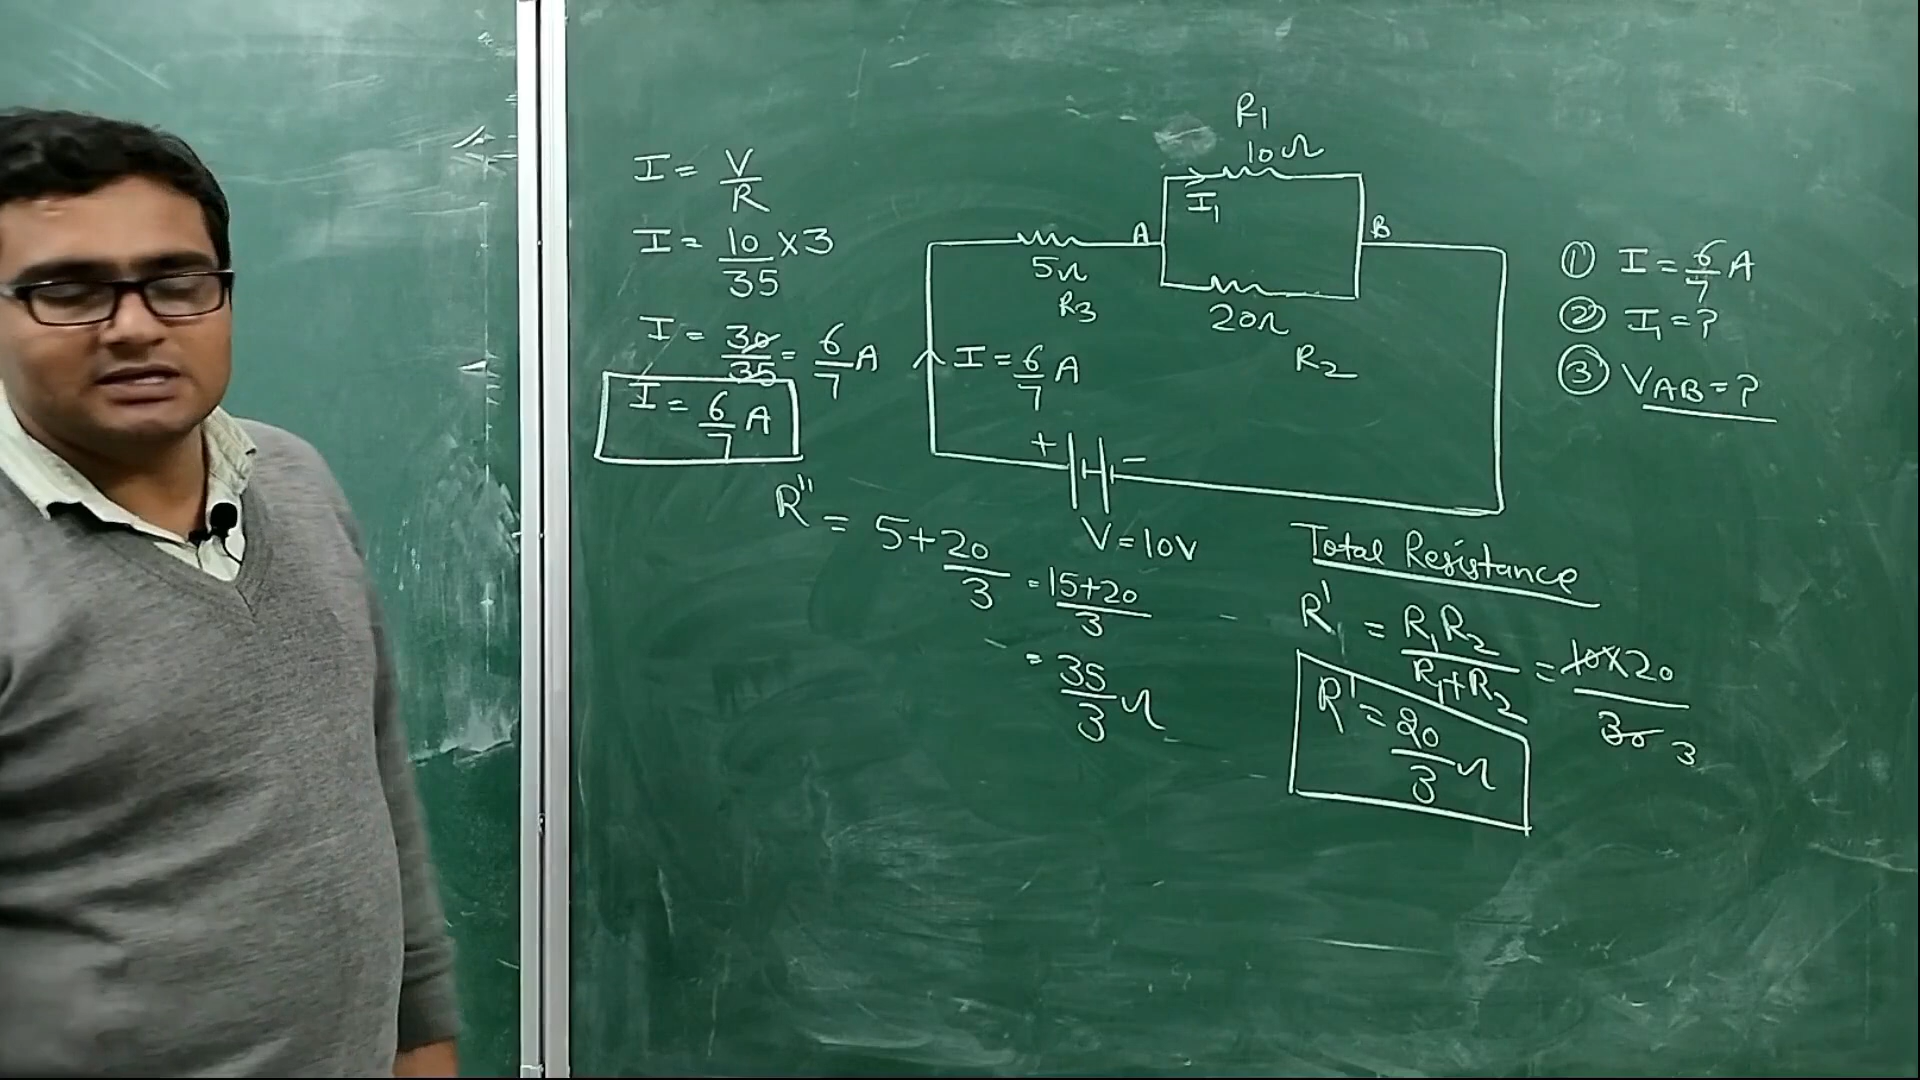 I = V/R
I = 10/35 × 3
I = 30/35 = 6/7 A
I = 6/7 A
R1
10Ω
I1
A
B
5Ω
R3
20Ω
R2
I = 6/7 A
+
-
V = 10V
① I = 6/7 A
② I1 = ?
③ VAB = ?
R" = 5 + 20/3 = (15+20)/3
= 35/3 Ω
Total Resistance
R' = R1R2/(R1+R2) = 10×20/30 3
R' = 20/3 Ω